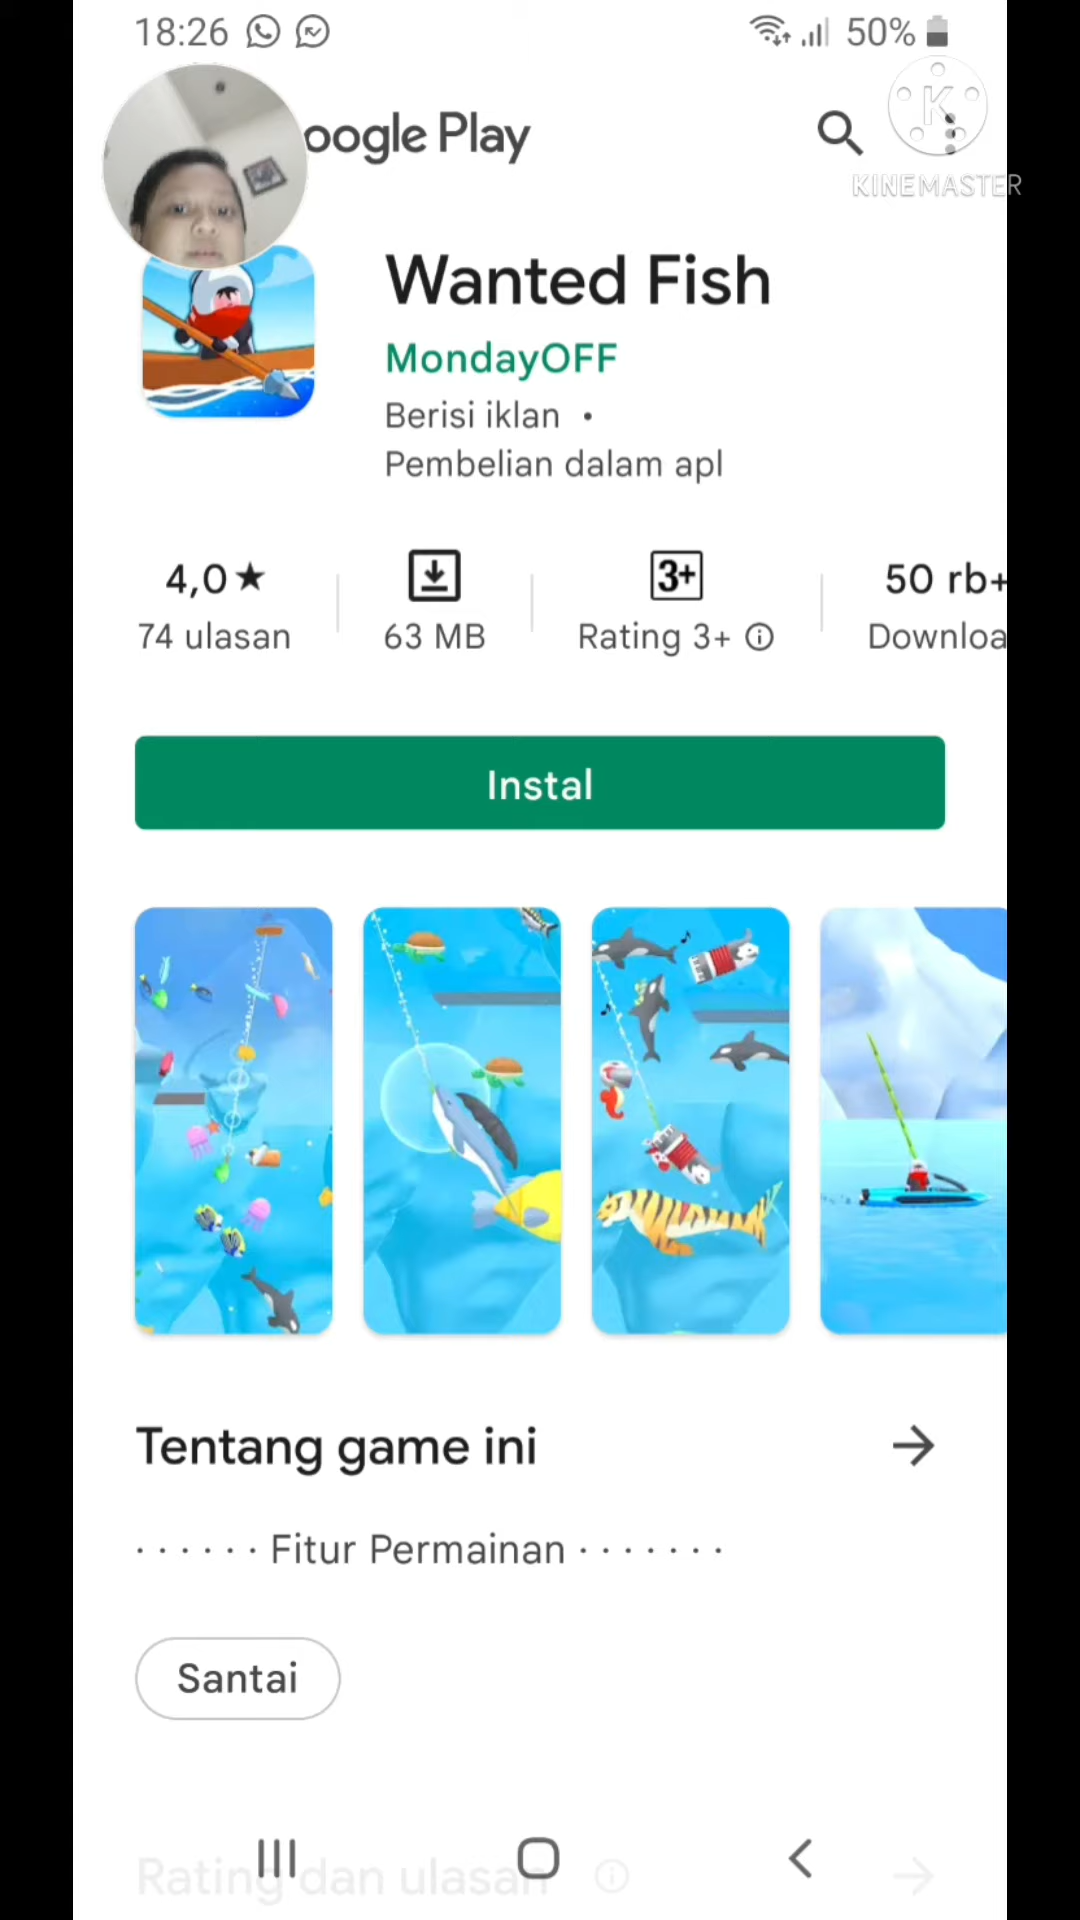 18:26
50%
oogle Play
KINEMASTER
Wanted Fish
MondayOFF
Berisi iklan •
Pembelian dalam apl
4,0★
74 ulasan
63 MB
3+
Rating 3+
50 rb+
Downloa
Instal
Tentang game ini
· · · · · · Fitur Permainan · · · · · · ·
Santai
Rating dan ulasan